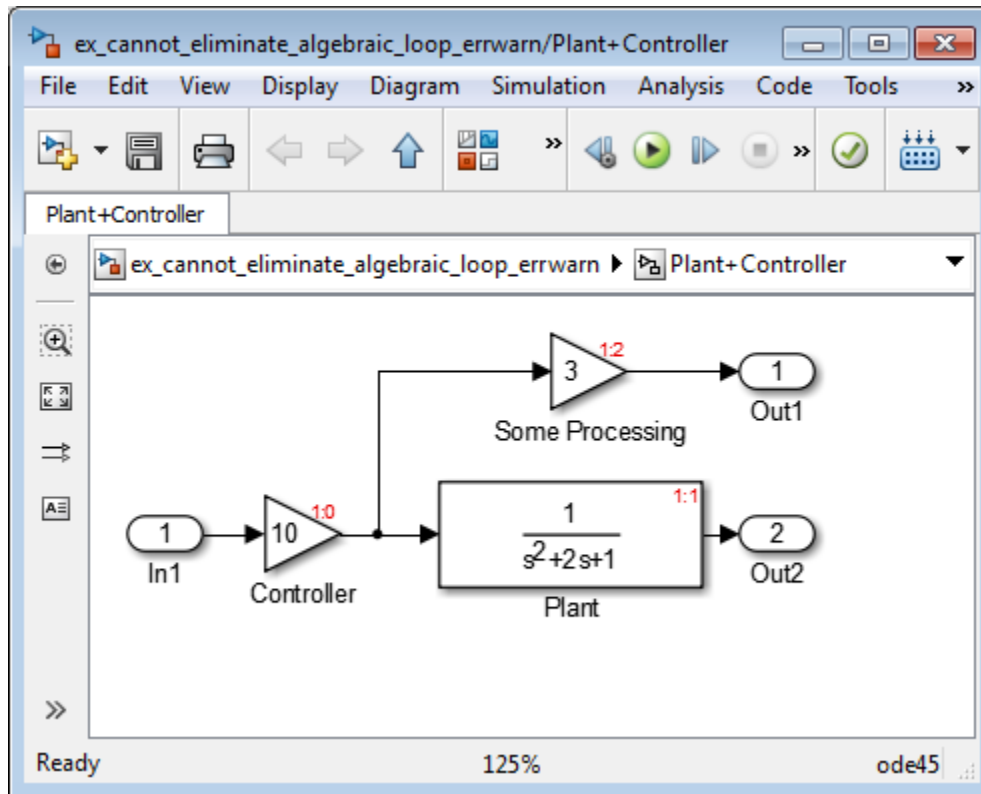 ex_cannot_eliminate_algebraic_loop_errwarn/Plant+Controller
File Edit View Display Diagram Simulation Analysis Code Tools »
» »
Plant+Controller
ex_cannot_eliminate_algebraic_loop_errwarn Plant+Controller
1:2
3
1
Some Processing
Out1
1:0
1:1
1
10
1
s²+2s+1
2
In1
Controller
Plant
Out2
A
»
Ready 125% ode45